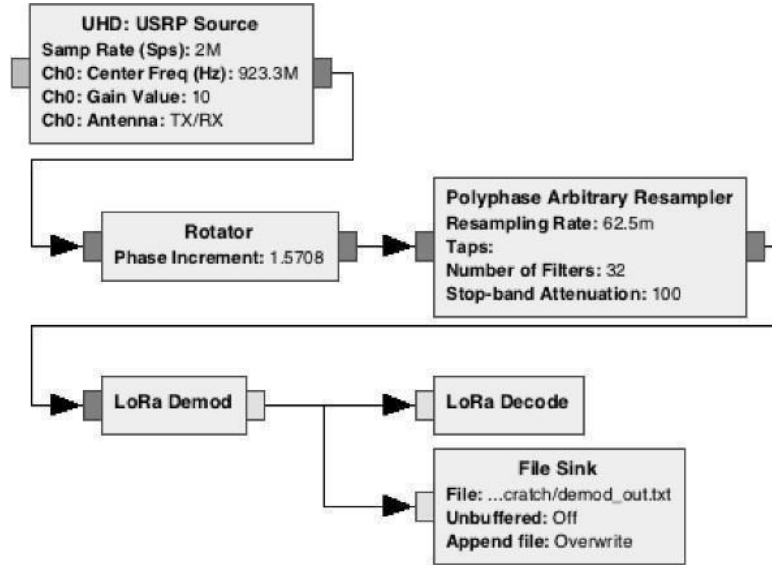 UHD: USRP Source
Samp Rate (Sps): 2M
Ch0: Center Freq (Hz): 923.3M
Ch0: Gain Value: 10
Ch0: Antenna: TX/RX
Rotator
Phase Increment: 1.5708
Polyphase Arbitrary Resampler
Resampling Rate: 62.5m
Taps:
Number of Filters: 32
Stop-band Attenuation: 100
LoRa Demod
LoRa Decode
File Sink
File: ...cratch/demod_out.txt
Unbuffered: Off
Append file: Overwrite